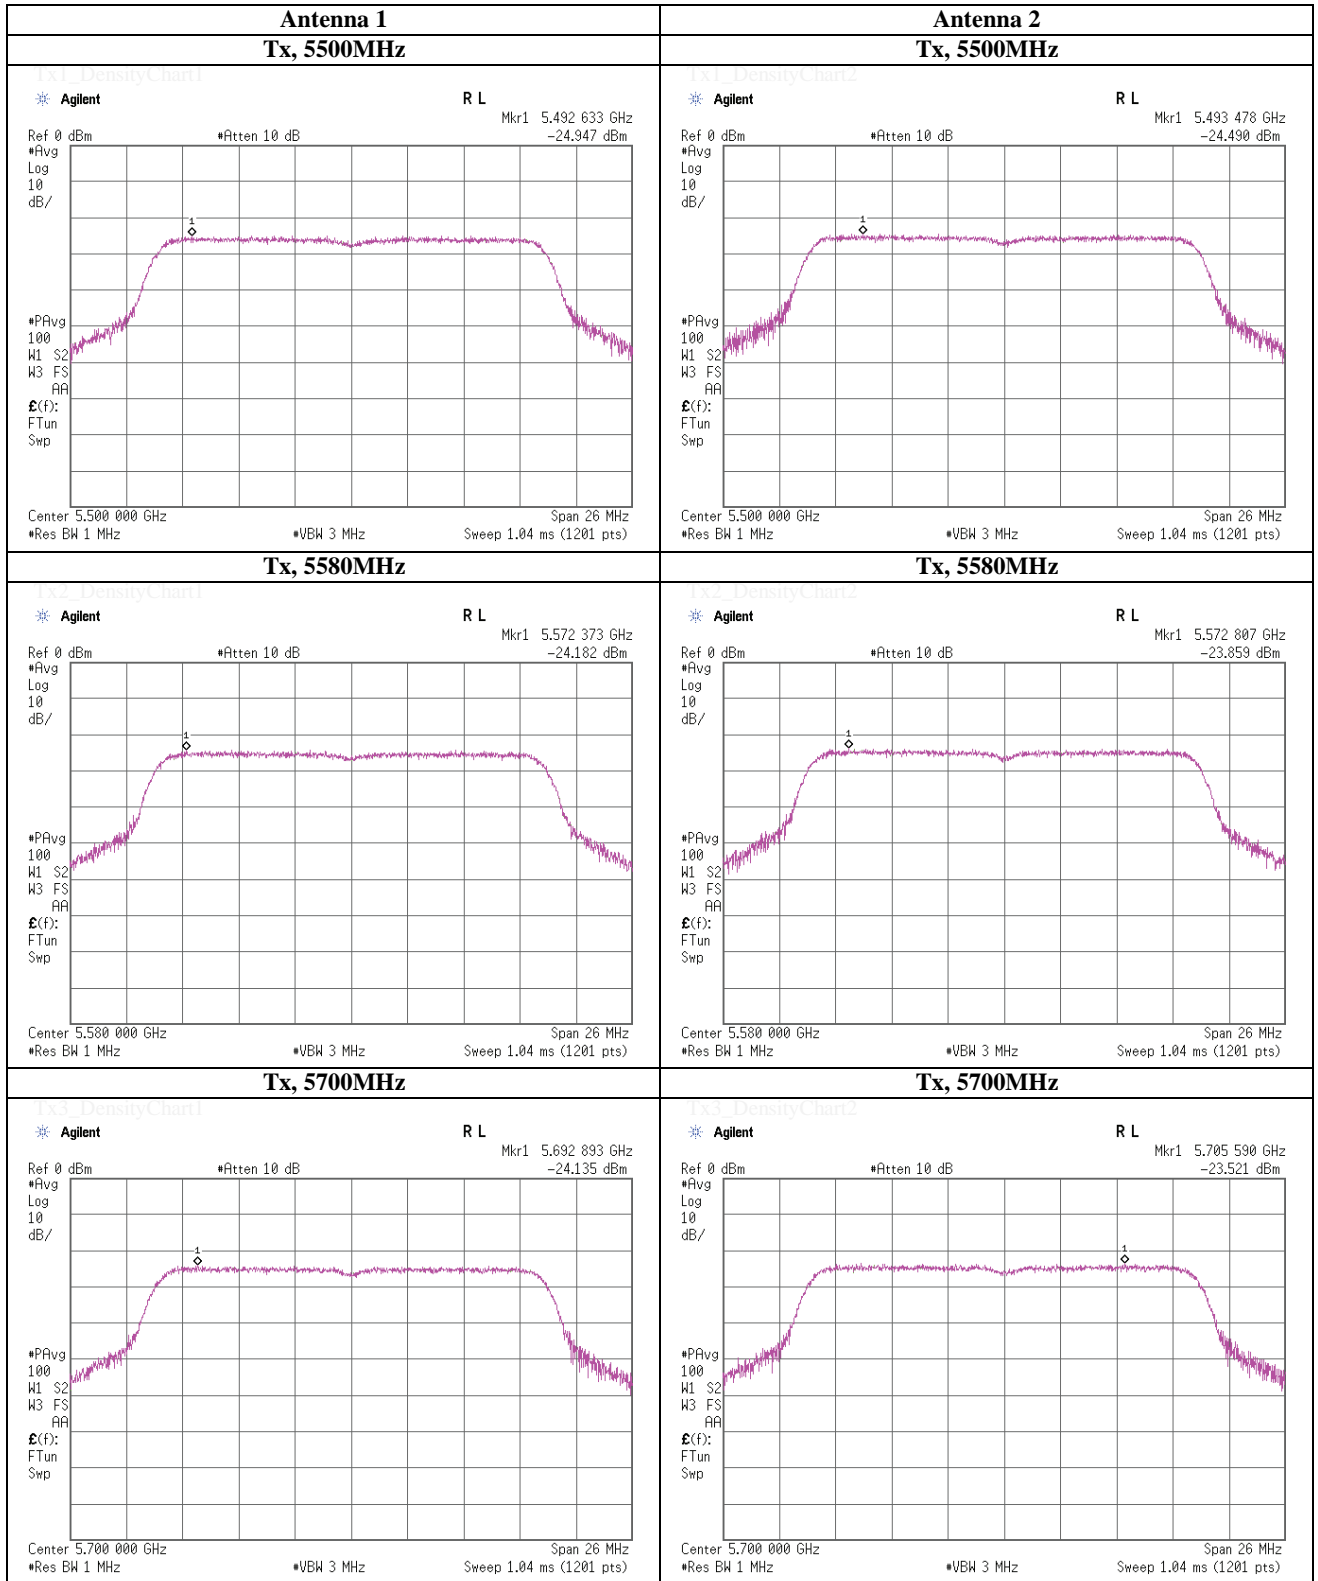 Antenna 1
Antenna 2
Tx, 5500MHz
Tx, 5500MHz
Tx1_DensityChart1
Agilent
R L
Mkr1 5.492 633 GHz
Ref 0 dBm
#Atten 10 dB
-24.947 dBm
#Avg
Log
10
dB/
1
#PAvg
100
W1 S2
W3 FS
AA
£(f):
FTun
Swp
Center 5.500 000 GHz
Span 26 MHz
#Res BW 1 MHz
#VBW 3 MHz
Sweep 1.04 ms (1201 pts)
Tx1_DensityChart2
Agilent
R L
Mkr1 5.493 478 GHz
Ref 0 dBm
#Atten 10 dB
-24.490 dBm
#Avg
Log
10
dB/
1
#PAvg
100
W1 S2
W3 FS
AA
£(f):
FTun
Swp
Center 5.500 000 GHz
Span 26 MHz
#Res BW 1 MHz
#VBW 3 MHz
Sweep 1.04 ms (1201 pts)
Tx, 5580MHz
Tx, 5580MHz
Tx2_DensityChart1
Agilent
R L
Mkr1 5.572 373 GHz
Ref 0 dBm
#Atten 10 dB
-24.182 dBm
#Avg
Log
10
dB/
1
#PAvg
100
W1 S2
W3 FS
AA
£(f):
FTun
Swp
Center 5.580 000 GHz
Span 26 MHz
#Res BW 1 MHz
#VBW 3 MHz
Sweep 1.04 ms (1201 pts)
Tx2_DensityChart2
Agilent
R L
Mkr1 5.572 807 GHz
Ref 0 dBm
#Atten 10 dB
-23.859 dBm
#Avg
Log
10
dB/
1
#PAvg
100
W1 S2
W3 FS
AA
£(f):
FTun
Swp
Center 5.580 000 GHz
Span 26 MHz
#Res BW 1 MHz
#VBW 3 MHz
Sweep 1.04 ms (1201 pts)
Tx, 5700MHz
Tx, 5700MHz
Tx3_DensityChart1
Agilent
R L
Mkr1 5.692 893 GHz
Ref 0 dBm
#Atten 10 dB
-24.135 dBm
#Avg
Log
10
dB/
1
#PAvg
100
W1 S2
W3 FS
AA
£(f):
FTun
Swp
Center 5.700 000 GHz
Span 26 MHz
#Res BW 1 MHz
#VBW 3 MHz
Sweep 1.04 ms (1201 pts)
Tx3_DensityChart2
Agilent
R L
Mkr1 5.705 590 GHz
Ref 0 dBm
#Atten 10 dB
-23.521 dBm
#Avg
Log
10
dB/
1
#PAvg
100
W1 S2
W3 FS
AA
£(f):
FTun
Swp
Center 5.700 000 GHz
Span 26 MHz
#Res BW 1 MHz
#VBW 3 MHz
Sweep 1.04 ms (1201 pts)